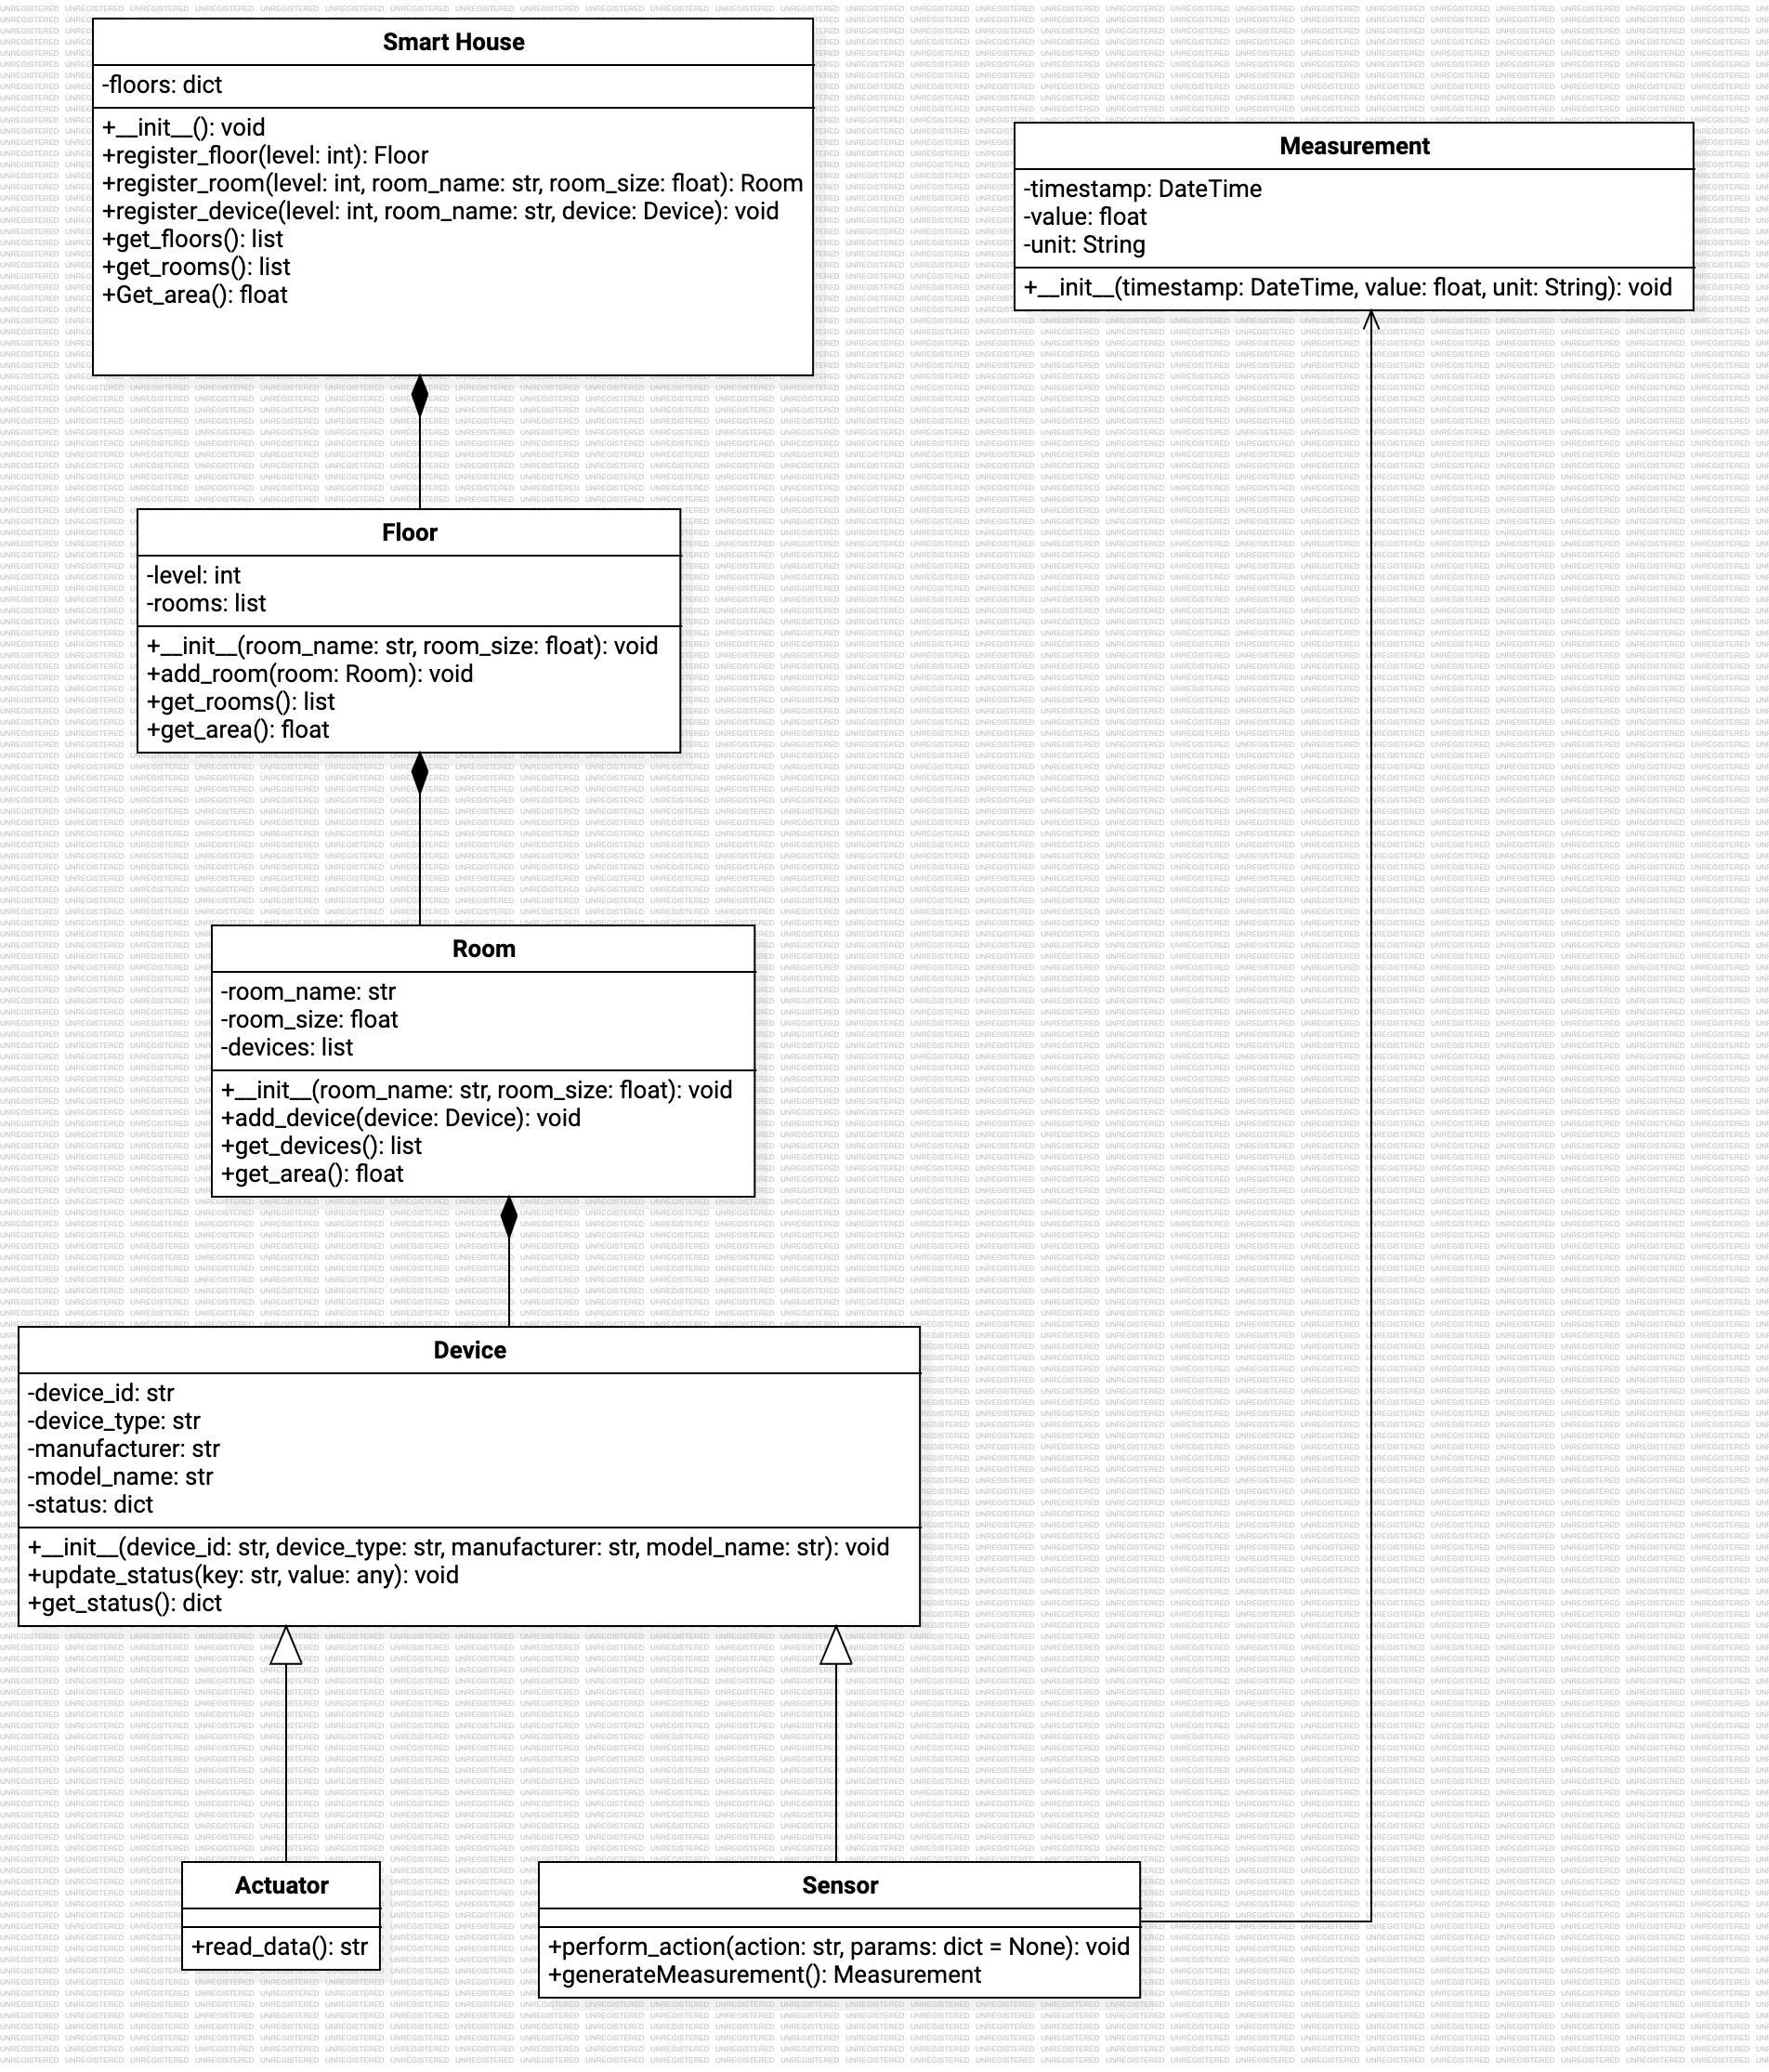 Smart House
-floors: dict
+__init__(): void
+register_floor(level: int): Floor
+register_room(level: int, room_name: str, room_size: float): Room
+register_device(level: int, room_name: str, device: Device): void
+get_floors(): list
+get_rooms(): list
+Get_area(): float
Measurement
-timestamp: DateTime
-value: float
-unit: String
+__init__(timestamp: DateTime, value: float, unit: String): void
Floor
-level: int
-rooms: list
+__init__(room_name: str, room_size: float): void
+add_room(room: Room): void
+get_rooms(): list
+get_area(): float
Room
-room_name: str
-room_size: float
-devices: list
+__init__(room_name: str, room_size: float): void
+add_device(device: Device): void
+get_devices(): list
+get_area(): float
Device
-device_id: str
-device_type: str
-manufacturer: str
-model_name: str
-status: dict
+__init__(device_id: str, device_type: str, manufacturer: str, model_name: str): void
+update_status(key: str, value: any): void
+get_status(): dict
Actuator
+read_data(): str
Sensor
+perform_action(action: str, params: dict = None): void
+generateMeasurement(): Measurement
UNREGISTERED